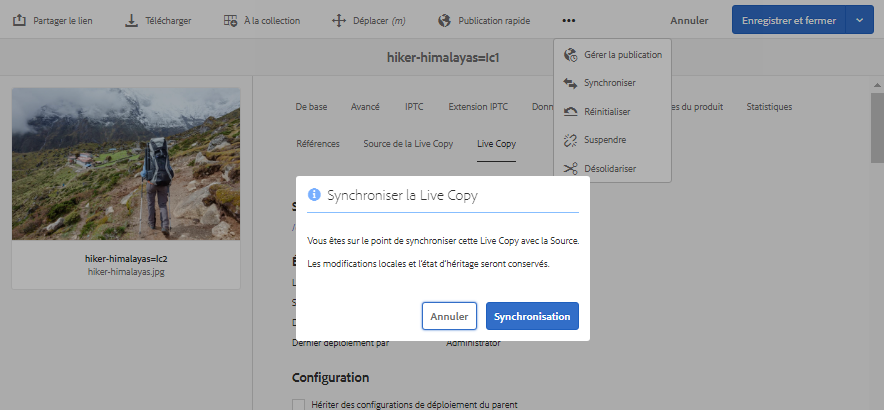 Partager le lien
Télécharger
À la collection
Déplacer (m)
Publication rapide
Annuler
Enregistrer et fermer
hiker-himalayas=lc1
Gérer la publication
Synchroniser
Réinitialiser
Suspendre
Désolidariser
De base
Avancé
IPTC
Extension IPTC
Donn
es du produit
Statistiques
Références
Source de la Live Copy
Live Copy
hiker-himalayas=lc2
hiker-himalayas.jpg
Synchroniser la Live Copy
Vous êtes sur le point de synchroniser cette Live Copy avec la Source.
Les modifications locales et l'état d'héritage seront conservés.
Annuler
Synchronisation
Dernier déploiement par
Administrator
Configuration
Hériter des configurations de déploiement du parent